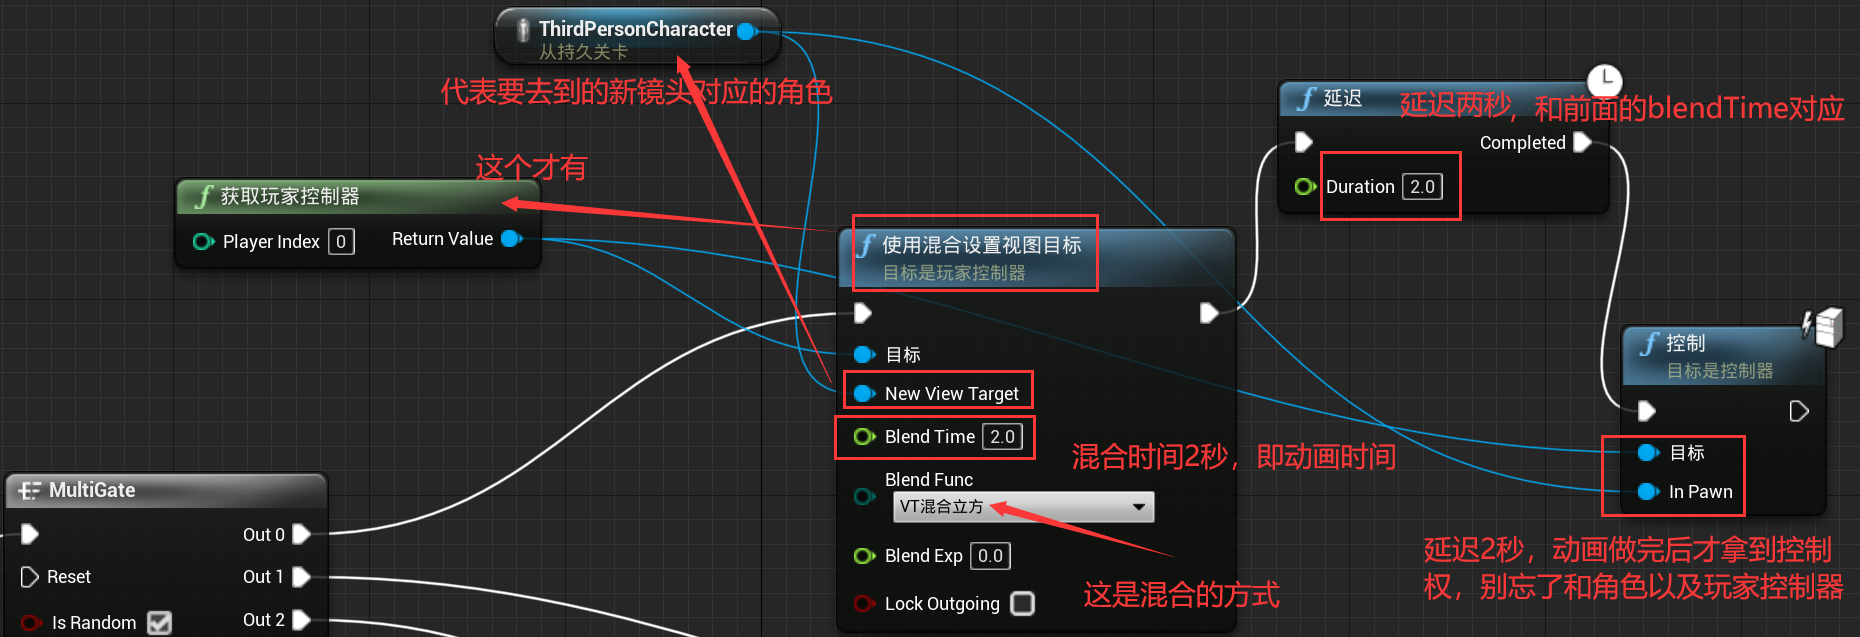 ThirdPersonCharacter
从持久关卡
代表要去到的新镜头对应的角色
这个才有
获取玩家控制器
Player Index 0
Return Value
使用混合设置视图目标
目标是玩家控制器
目标
New View Target
Blend Time 2.0
混合时间2秒，即动画时间
Blend Func
VT混合立方
Blend Exp 0.0
这是混合的方式
Lock Outgoing
延迟
延迟两秒，和前面的blendTime对应
Completed
Duration 2.0
控制
目标是控制器
目标
In Pawn
延迟2秒，动画做完后才拿到控制
权，别忘了和角色以及玩家控制器
MultiGate
Out 0
Reset
Out 1
Is Random
Out 2